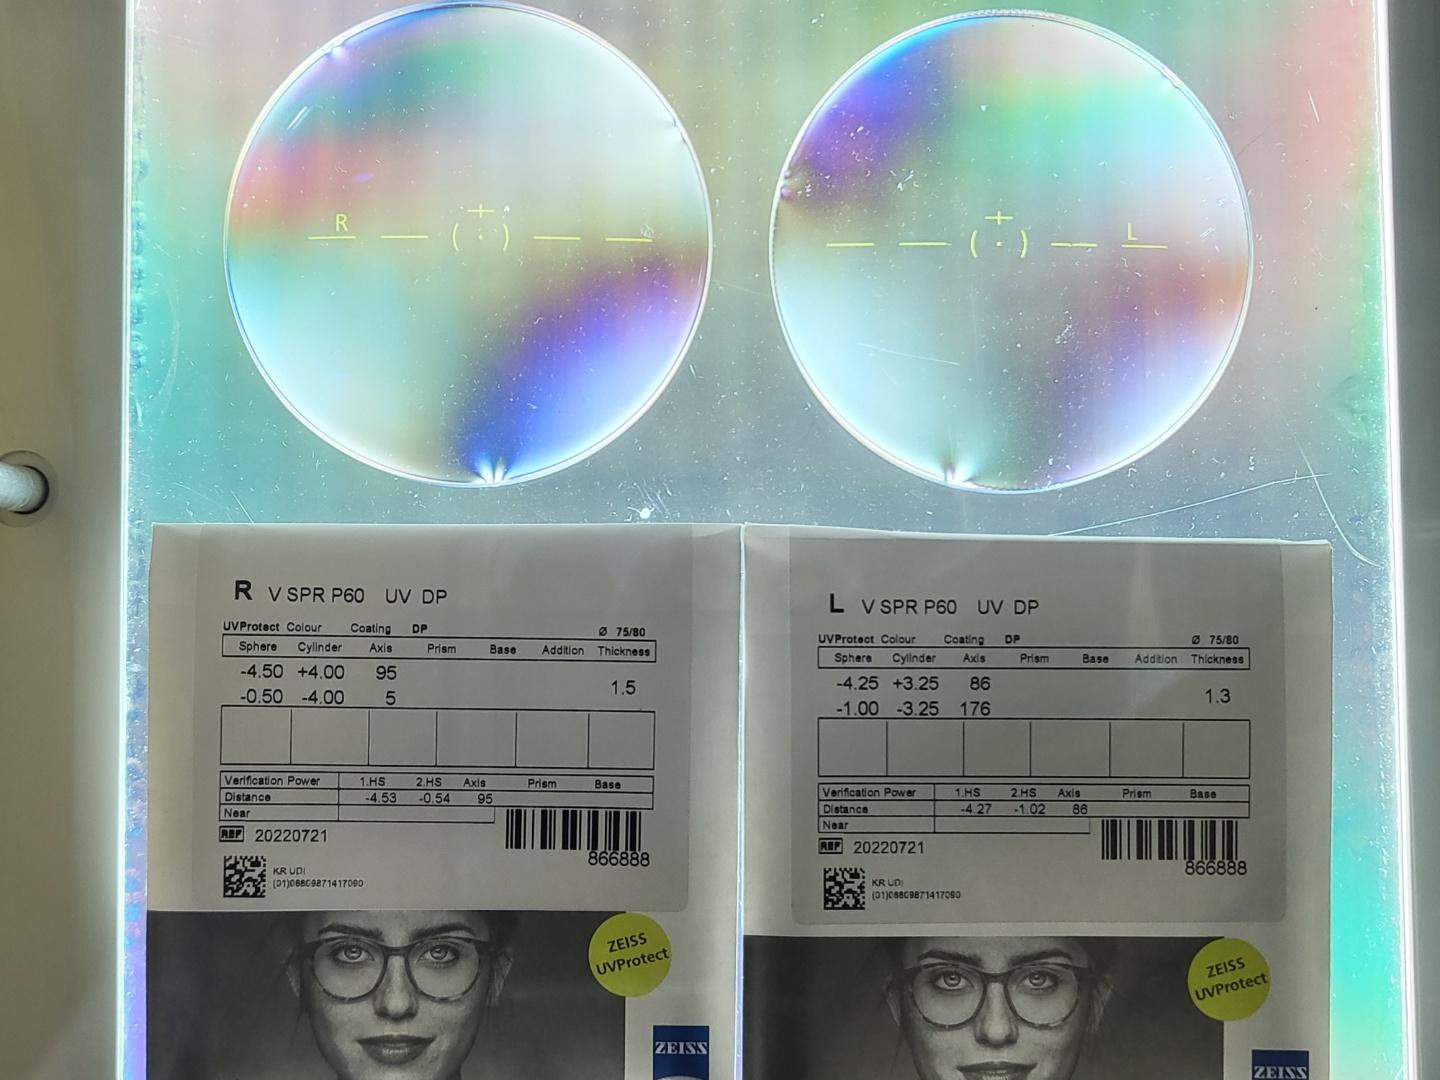 R
L
R V SPR P60 UV DP
UVProtect Colour Coating DP Ø 75/80
Sphere Cylinder Axis Prism Base Addition Thickness
-4.50 +4.00 95
1.5
-0.50 -4.00 5
Verification Power 1.HS 2.HS Axis Prism Base
Distance -4.53 -0.54 95
Near
REF 20220721
866888
KR UDI
ZEISS
UVProtect
ZEISS
L V SPR P60 UV DP
UVProtect Colour Coating DP Ø 75/80
Sphere Cylinder Axis Prism Base Addition Thickness
-4.25 +3.25 86
1.3
-1.00 -3.25 176
Verification Power 1.HS 2.HS Axis Prism Base
Distance -4.27 -1.02 86
Near
REF 20220721
866888
KR UDI
ZEISS
UVProtect
ZEISS